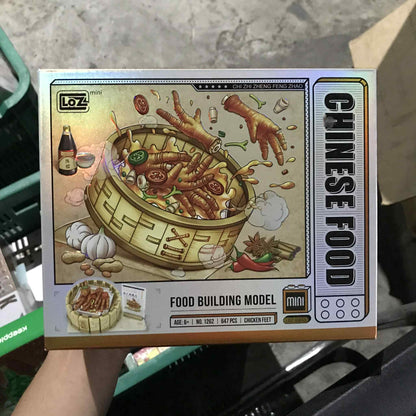 LOZ mini
CHI ZHI ZHENG FENG ZHAO
CHINESE FOOD
FOOD BUILDING MODEL
mini
AGE: 6+ | NO. 1262 | 647 PCS | CHICKEN FEET